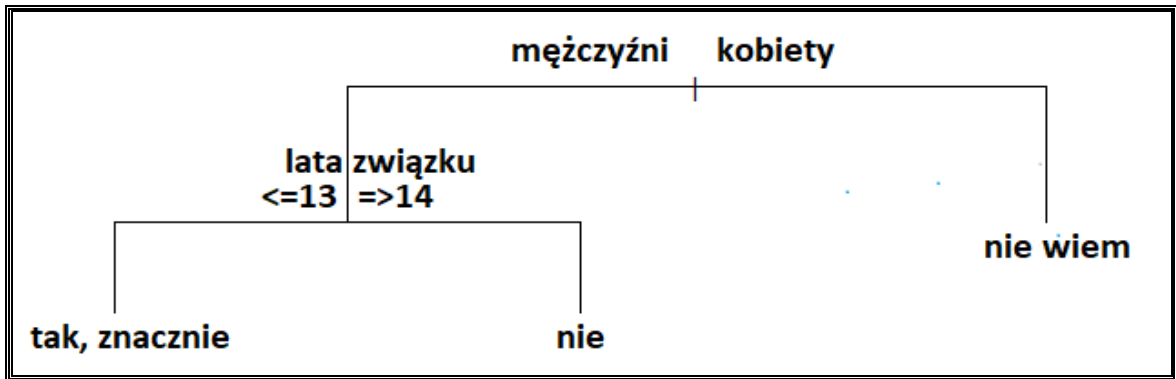 mężczyźni kobiety
lata związku
<=13 =>14
nie wiem
tak, znacznie nie